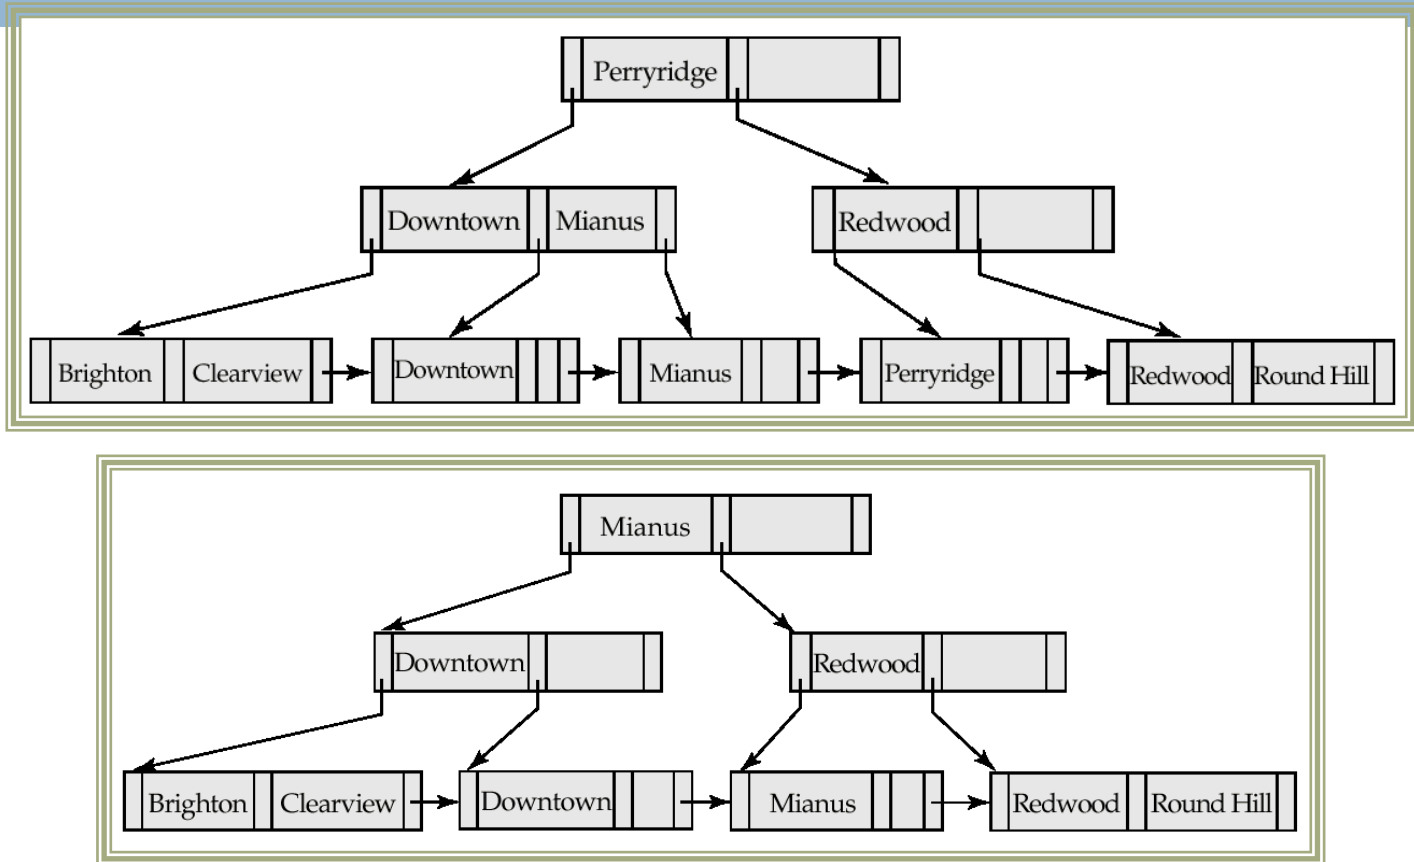 Perryridge
Downtown Mianus Redwood
Brighton Clearview Downtown Mianus Perryridge Redwood Round Hill
Mianus
Downtown Redwood
Brighton Clearview Downtown Mianus Redwood Round Hill